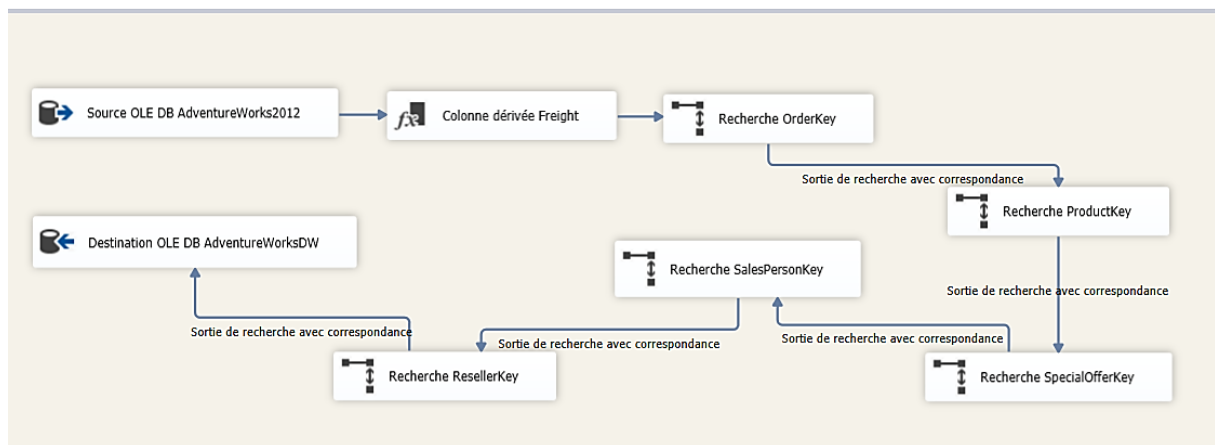 Source OLE DB AdventureWorks2012
Colonne dérivée Freight
Recherche OrderKey
Sortie de recherche avec correspondance
Recherche ProductKey
Destination OLE DB AdventureWorksDW
Recherche SalesPersonKey
Sortie de recherche avec correspondance
Sortie de recherche avec correspondance
Sortie de recherche avec correspondance
Sortie de recherche avec correspondance
Recherche ResellerKey
Recherche SpecialOfferKey